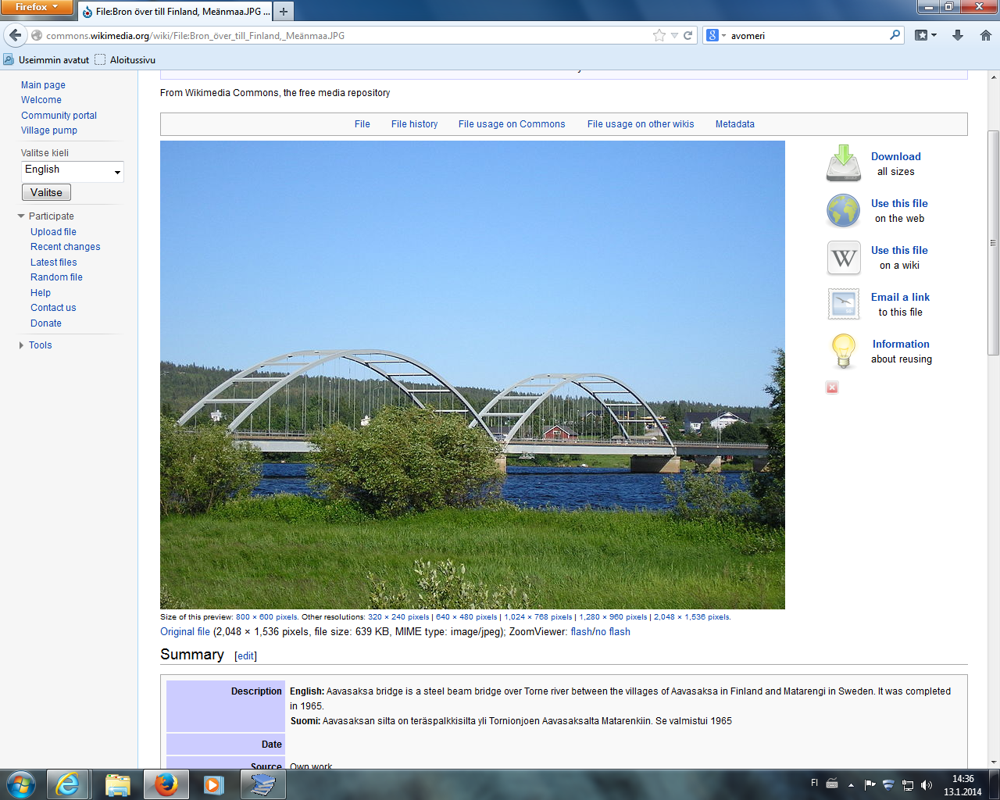 Firefox
File:Bron över till Finland, Meänmaa.JPG ...
commons.wikimedia.org/wiki/File:Bron_över_till_Finland,_Meänmaa.JPG
avomeri
Useimmin avatut
Aloitussivu
Main page
Welcome
Community portal
Village pump
Valitse kieli
English
Valitse
Participate
Upload file
Recent changes
Latest files
Random file
Help
Contact us
Donate
Tools
From Wikimedia Commons, the free media repository
File File history File usage on Commons File usage on other wikis Metadata
Download
all sizes
Use this file
on the web
W
Use this file
on a wiki
Email a link
to this file
Information
about reusing
Size of this preview: 800 × 600 pixels. Other resolutions: 320 × 240 pixels | 640 × 480 pixels | 1,024 × 768 pixels | 1,280 × 960 pixels | 2,048 × 1,536 pixels.
Original file (2,048 × 1,536 pixels, file size: 639 KB, MIME type: image/jpeg); ZoomViewer: flash/no flash
Summary [edit]
Description
English: Aavasaksa bridge is a steel beam bridge over Torne river between the villages of Aavasaksa in Finland and Matarengi in Sweden. It was completed
in 1965.
Suomi: Aavasaksan silta on teräspalkkisilta yli Tornionjoen Aavasaksalta Matarenkiin. Se valmistui 1965
Date
Source Own work
FI
14:36
13.1.2014